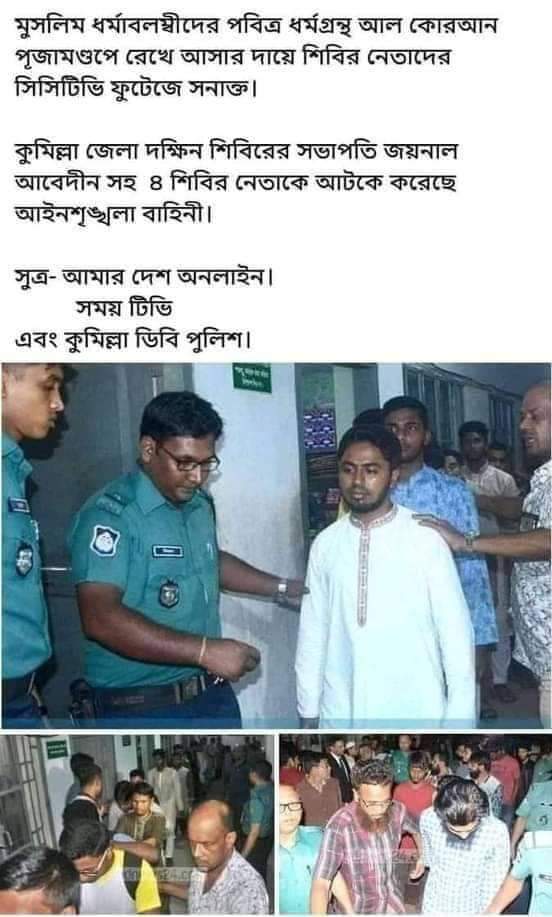 মুসলিম ধর্মাবলম্বীদের পবিত্র ধর্মগ্রন্থ আল কোরআন
পূজামণ্ডপে রেখে আসার দায়ে শিবির নেতাদের
সিসিটিভি ফুটেজে সনাক্ত।
কুমিল্লা জেলা দক্ষিন শিবিরের সভাপতি জয়নাল
আবেদীন সহ ৪ শিবির নেতাকে আটকে করেছে
আইনশৃঙ্খলা বাহিনী।
সুত্র- আমার দেশ অনলাইন।
সময় টিভি
এবং কুমিল্লা ডিবি পুলিশ।